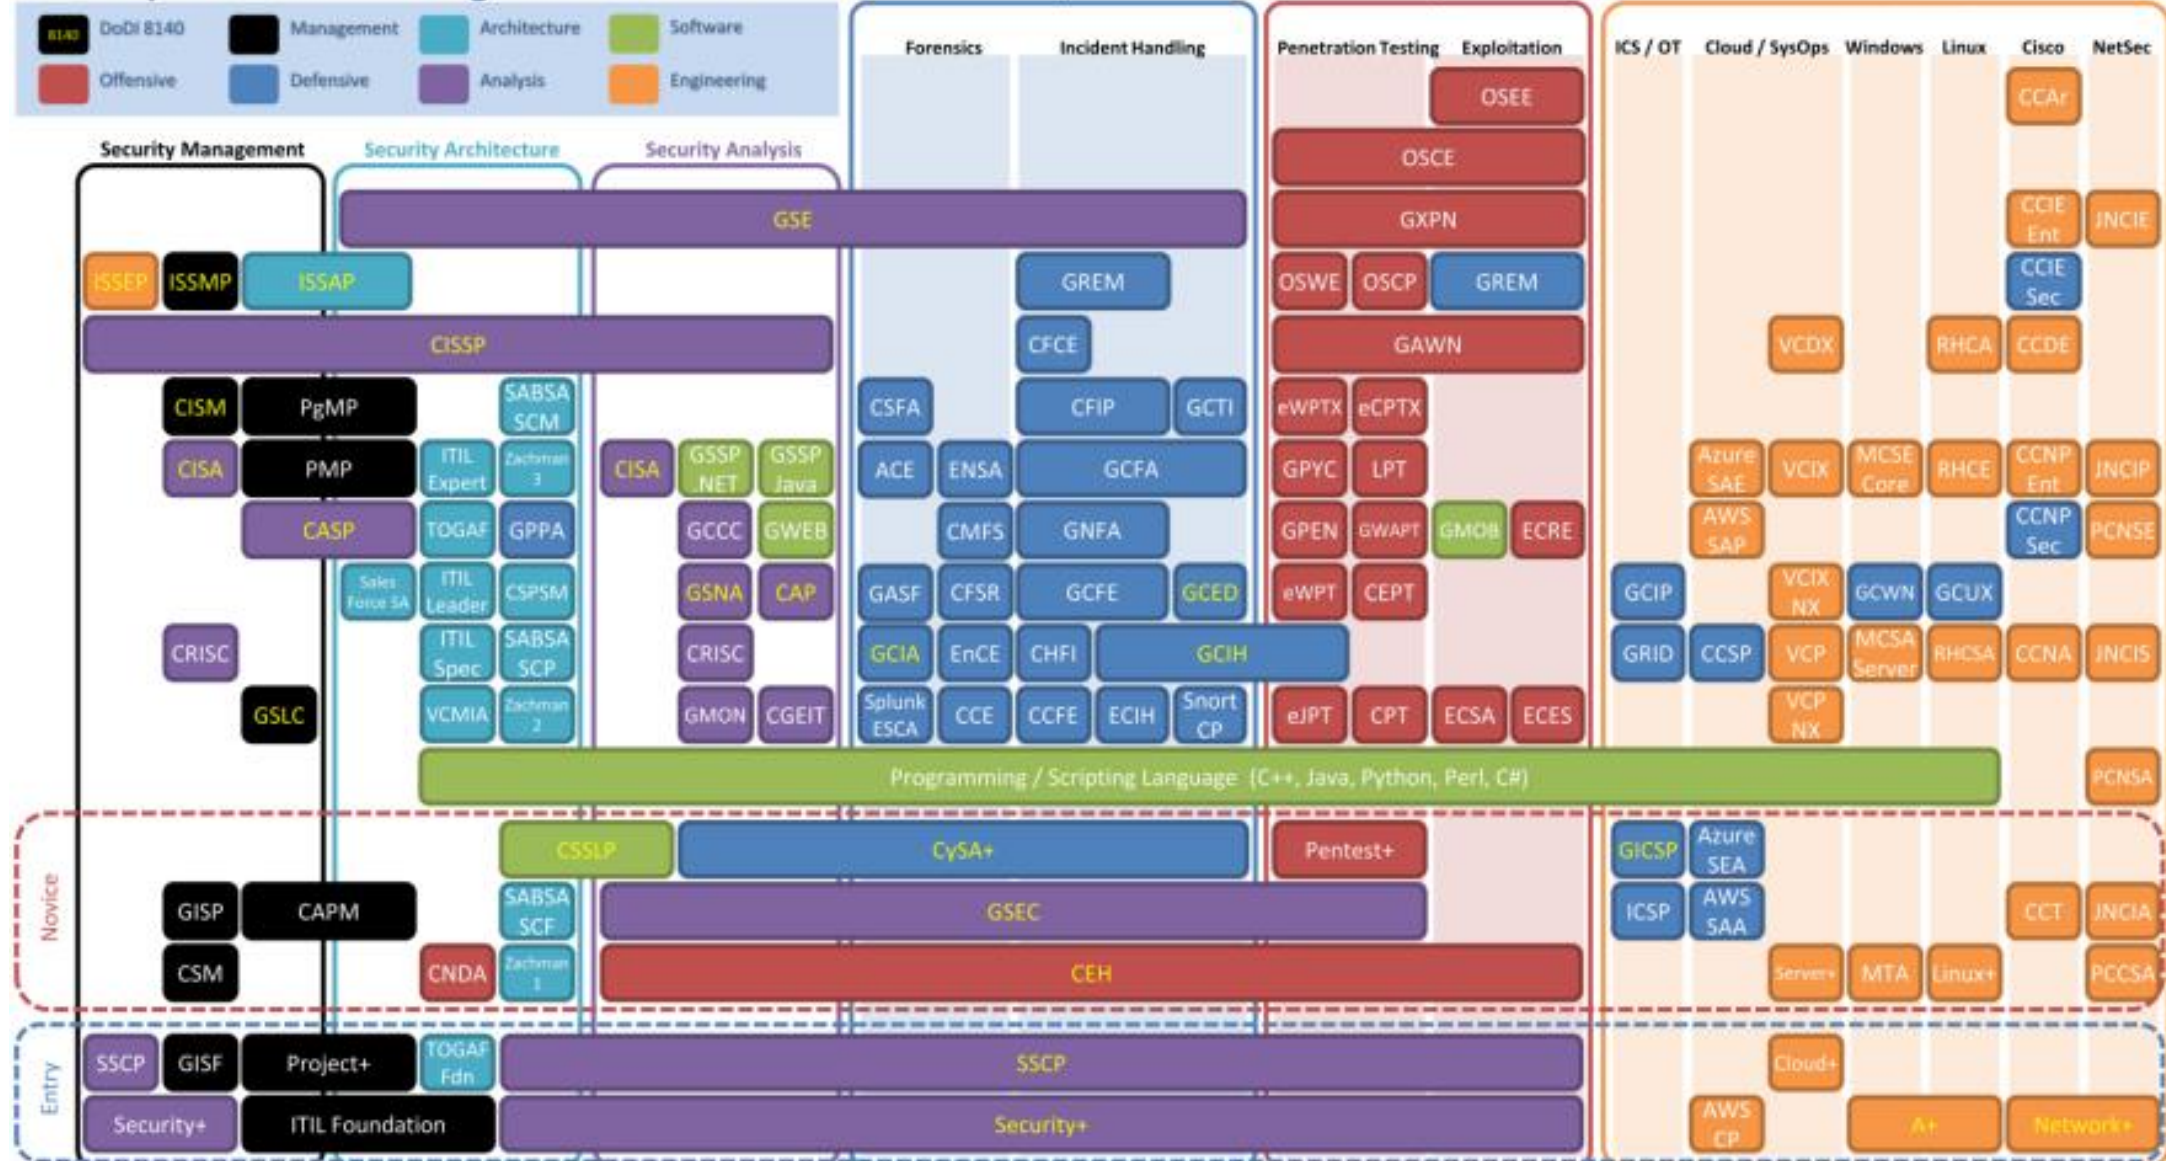 8140 DoDI 8140 Management Architecture Software
Offensive Defensive Analysis Engineering
Forensics Incident Handling Penetration Testing Exploitation ICS / OT Cloud / SysOps Windows Linux Cisco NetSec
OSEE CCAr
Security Management Security Architecture Security Analysis
OSCE
GSE GXPN CCIE Ent JNCIE
ISSEP ISSMP ISSAP GREM OSWE OSCP GREM CCIE Sec
CISSP CFCE GAWN VCDX RHCA CCDE
CISM PgMP SABSA SCM CSFA CFIP GCTI eWPTX eCPTX
CISA PMP ITIL Expert Zachman 3 CISA GSSP .NET GSSP Java ACE ENSA GCFA GPYC LPT Azure SAE VCIX MCSE Core RHCE CCNP Ent JNCIP
CASP TOGAF GPPA GCCC GWEB CMFS GNFA GPEN GWAPT GMOB ECRE AWS SAP CCNP Sec PCNSE
Sales Force SA ITIL Leader CSPSM GSNA CAP GASF CFSR GCFE GCED eWPT CEPT GCIP VCIX NX GCWN GCUX
CRISC ITIL Spec SABSA SCP CRISC GCIA EnCE CHFI GCIH GRID CCSP VCP MCSA Server RHCSA CCNA JNCIS
GSLC VCMIA Zachman 2 GMON CGEIT Splunk ESCA CCE CCFE ECIH Snort CP eJPT CPT ECSA ECES VCP NX
Programming / Scripting Language (C++, Java, Python, Perl, C#) PCNSA
Novice
CSSLP CySA+ Pentest+ GICSP Azure SEA
GISP CAPM SABSA SCF GSEC ICSP AWS SAA CCT JNCIA
CSM CNDA Zachman 1 CEH Server+ MTA Linux+ PCCSA
Entry
SSCP GISF Project+ TOGAF Fdn SSCP Cloud+
Security+ ITIL Foundation Security+ AWS CP A+ Network+